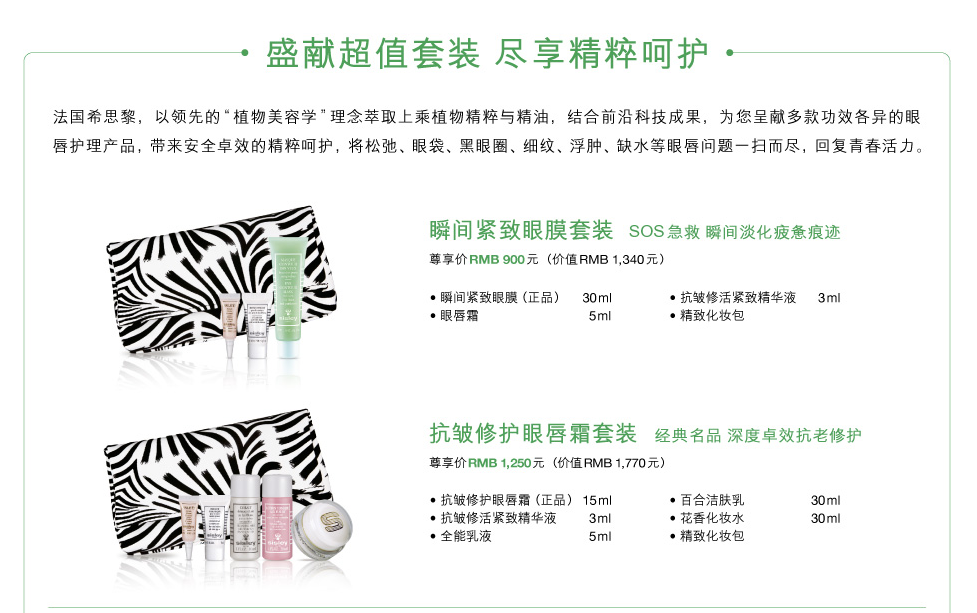 盛献超值套装 尽享精粹呵护
法国希思黎，以领先的“植物美容学”理念萃取上乘植物精粹与精油，结合前沿科技成果，为您呈献多款功效各异的眼
唇护理产品，带来安全卓效的精粹呵护，将松弛、眼袋、黑眼圈、细纹、浮肿、缺水等眼唇问题一扫而尽，回复青春活力。
瞬间紧致眼膜套装 SOS急救 瞬间淡化疲惫痕迹
尊享价RMB 900元（价值RMB 1,340元）
• 瞬间紧致眼膜（正品） 30ml • 抗皱修活紧致精华液 3ml
• 眼唇霜 5ml • 精致化妆包
抗皱修护眼唇霜套装 经典名品 深度卓效抗老修护
尊享价RMB 1,250元（价值RMB 1,770元）
• 抗皱修护眼唇霜（正品） 15ml • 百合洁肤乳 30ml
• 抗皱修活紧致精华液 3ml • 花香化妆水 30ml
• 全能乳液 5ml • 精致化妆包